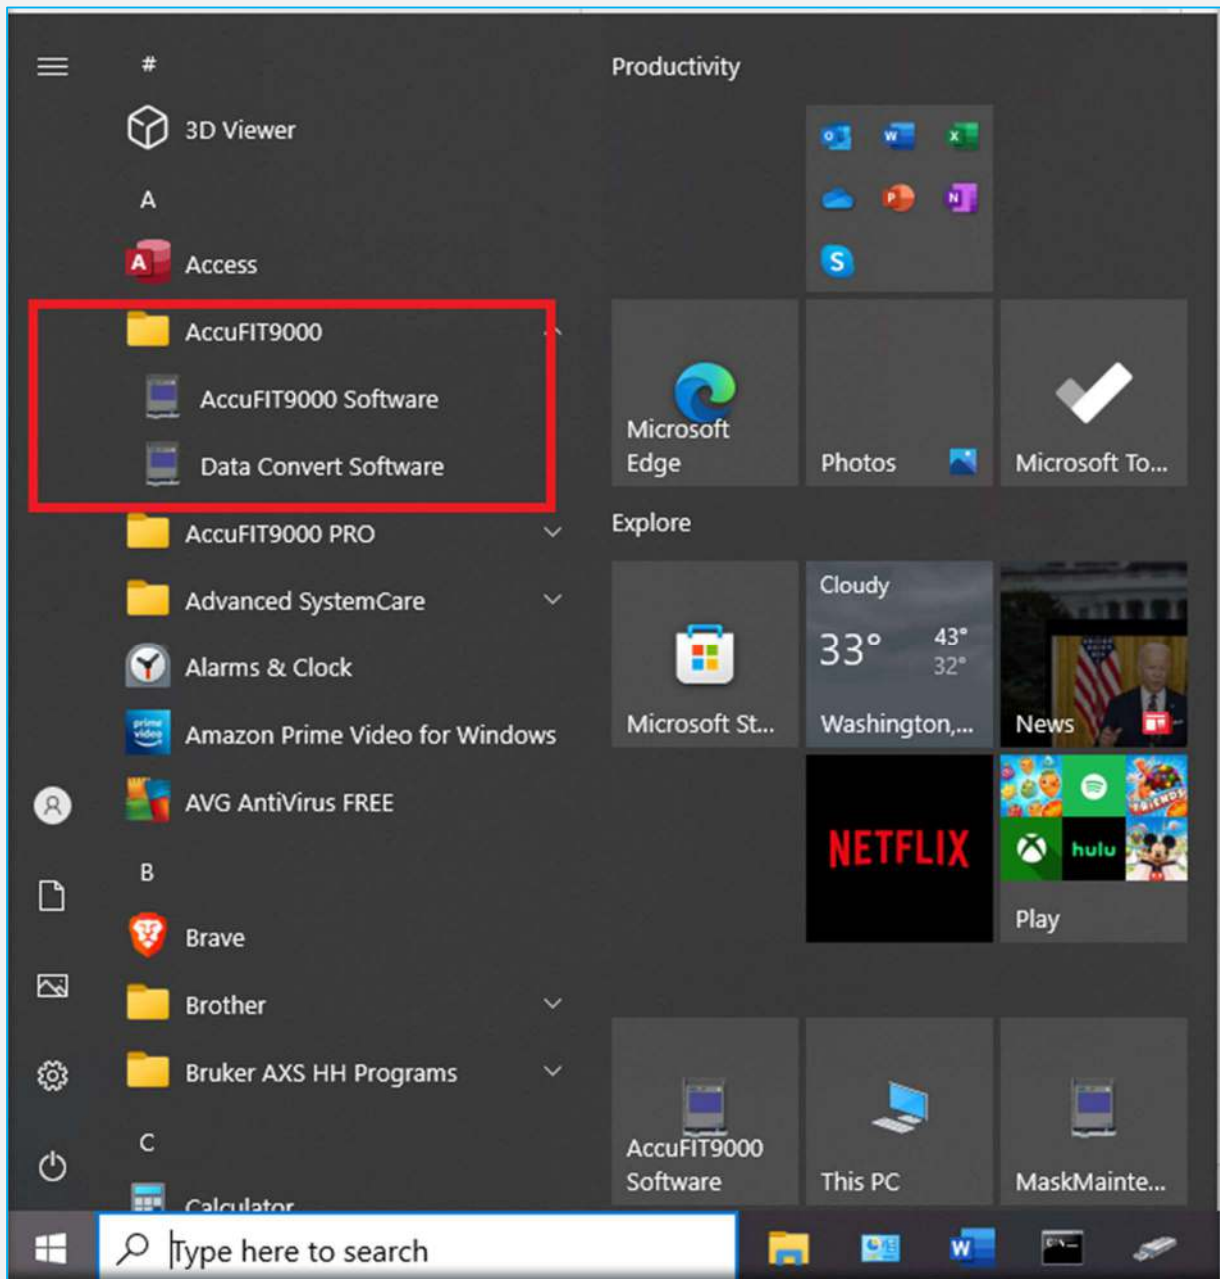 #
3D Viewer
A
Access
AccuFIT9000
AccuFIT9000 Software
Data Convert Software
AccuFIT9000 PRO
Advanced SystemCare
Alarms & Clock
prime
video
Amazon Prime Video for Windows
AVG AntiVirus FREE
B
Brave
Brother
Bruker AXS HH Programs
C
Calculator
Productivity
Microsoft
Edge
Photos
Microsoft To...
Explore
Microsoft St...
Cloudy
33°
43°
32°
Washington,...
News
NETFLIX
FRIENDS
hulu
Play
AccuFIT9000
Software
This PC
MaskMainte...
Type here to search